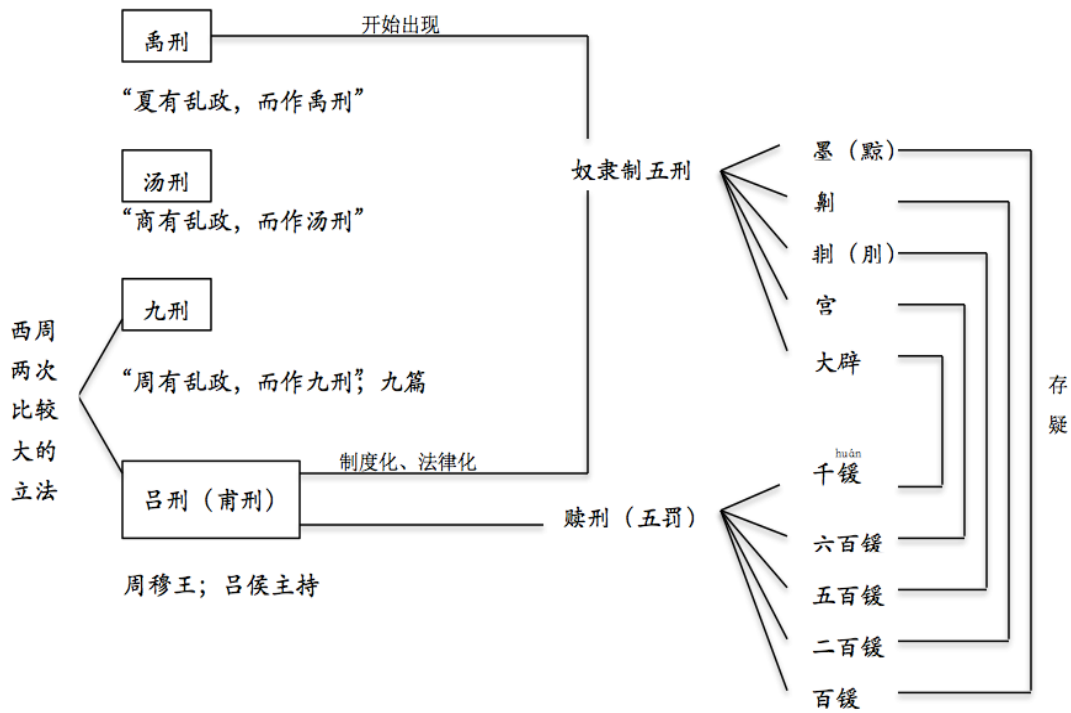 禹刑
开始出现
“夏有乱政，而作禹刑”
汤刑
“商有乱政，而作汤刑”
九刑
“周有乱政，而作九刑”；九篇
西周
两次
比较
大的
立法
吕刑（甫刑）
制度化、法律化
周穆王；吕侯主持
奴隶制五刑
墨（黥）
劓
剕（刖）
宫
大辟
赎刑（五罚）
huán
千锾
六百锾
五百锾
二百锾
百锾
存
疑